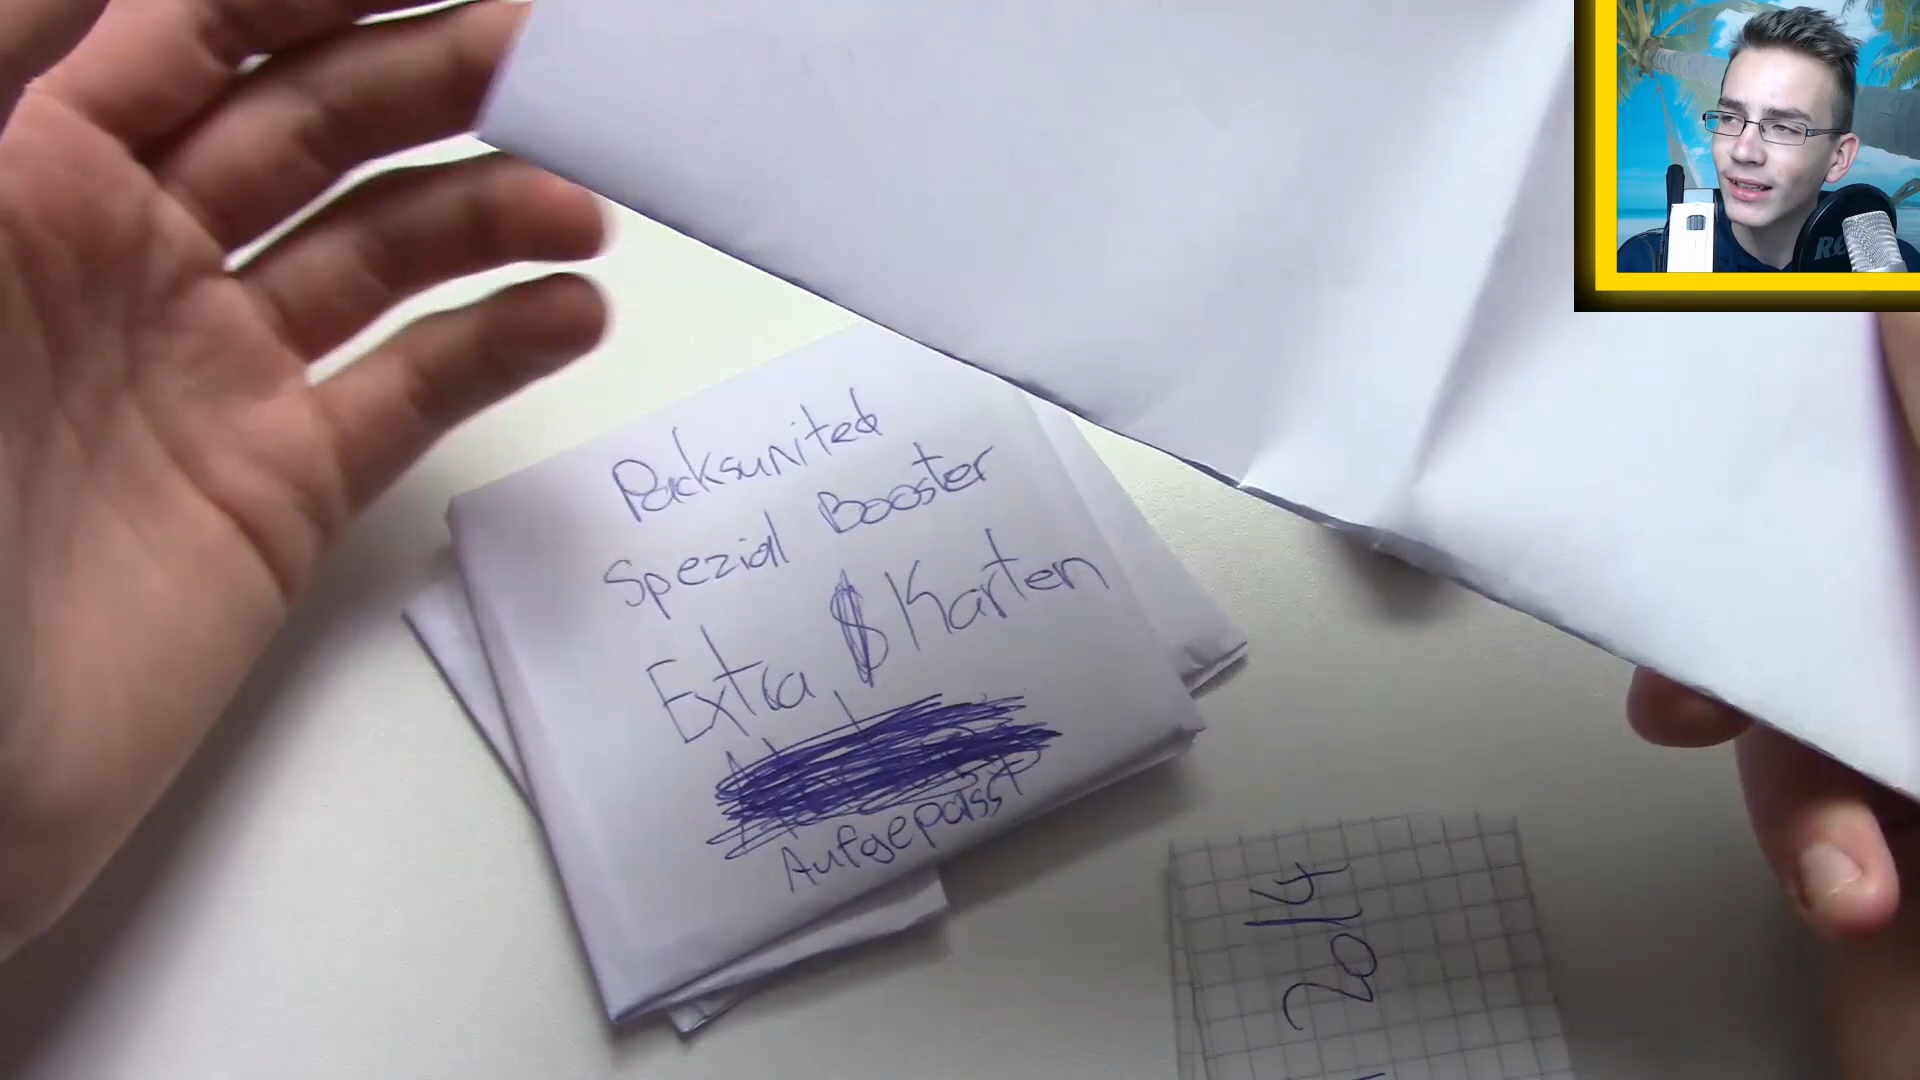 Packsunited
Spezial Booster
Extra Karten
Aufgepasst
2014